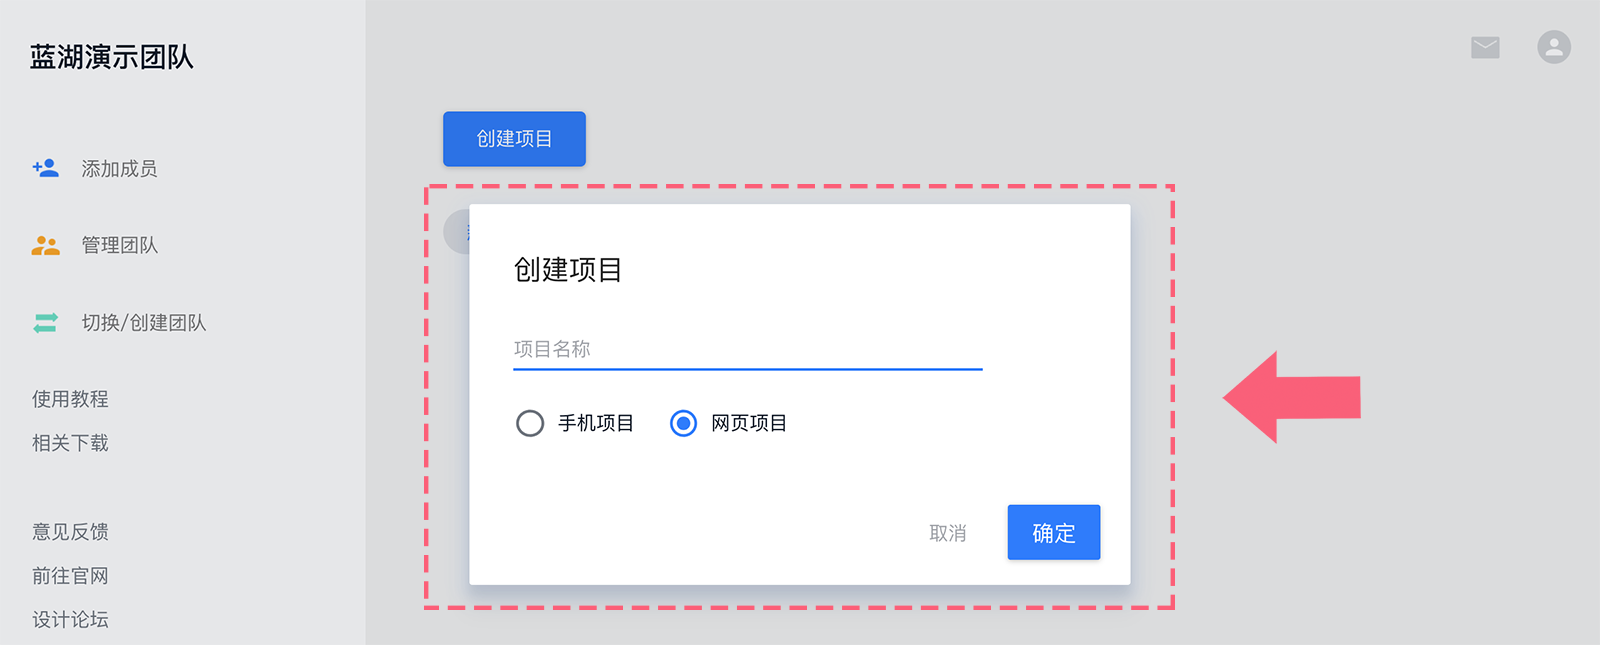 蓝湖演示团队
添加成员
管理团队
切换/创建团队
使用教程
相关下载
意见反馈
前往官网
设计论坛
创建项目
创建项目
项目名称
手机项目
网页项目
取消
确定